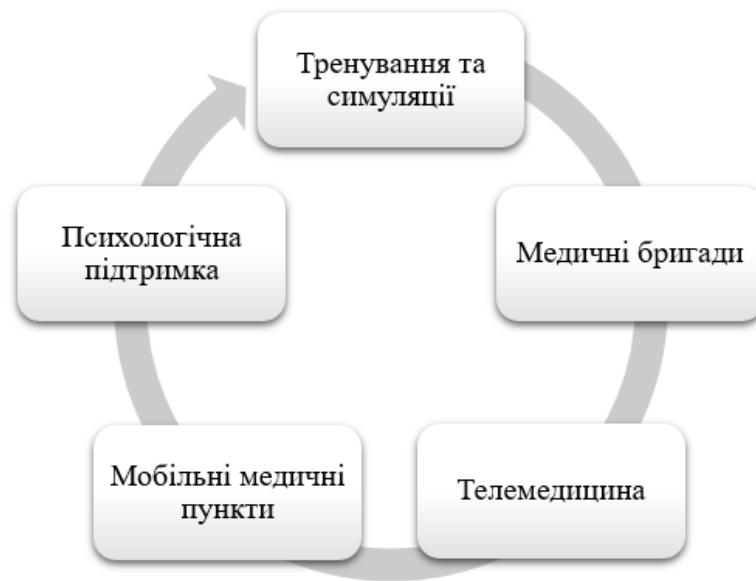 Тренування та
симуляції
Медичні бригади
Телемедицина
Мобільні медичні
пункти
Психологічна
підтримка